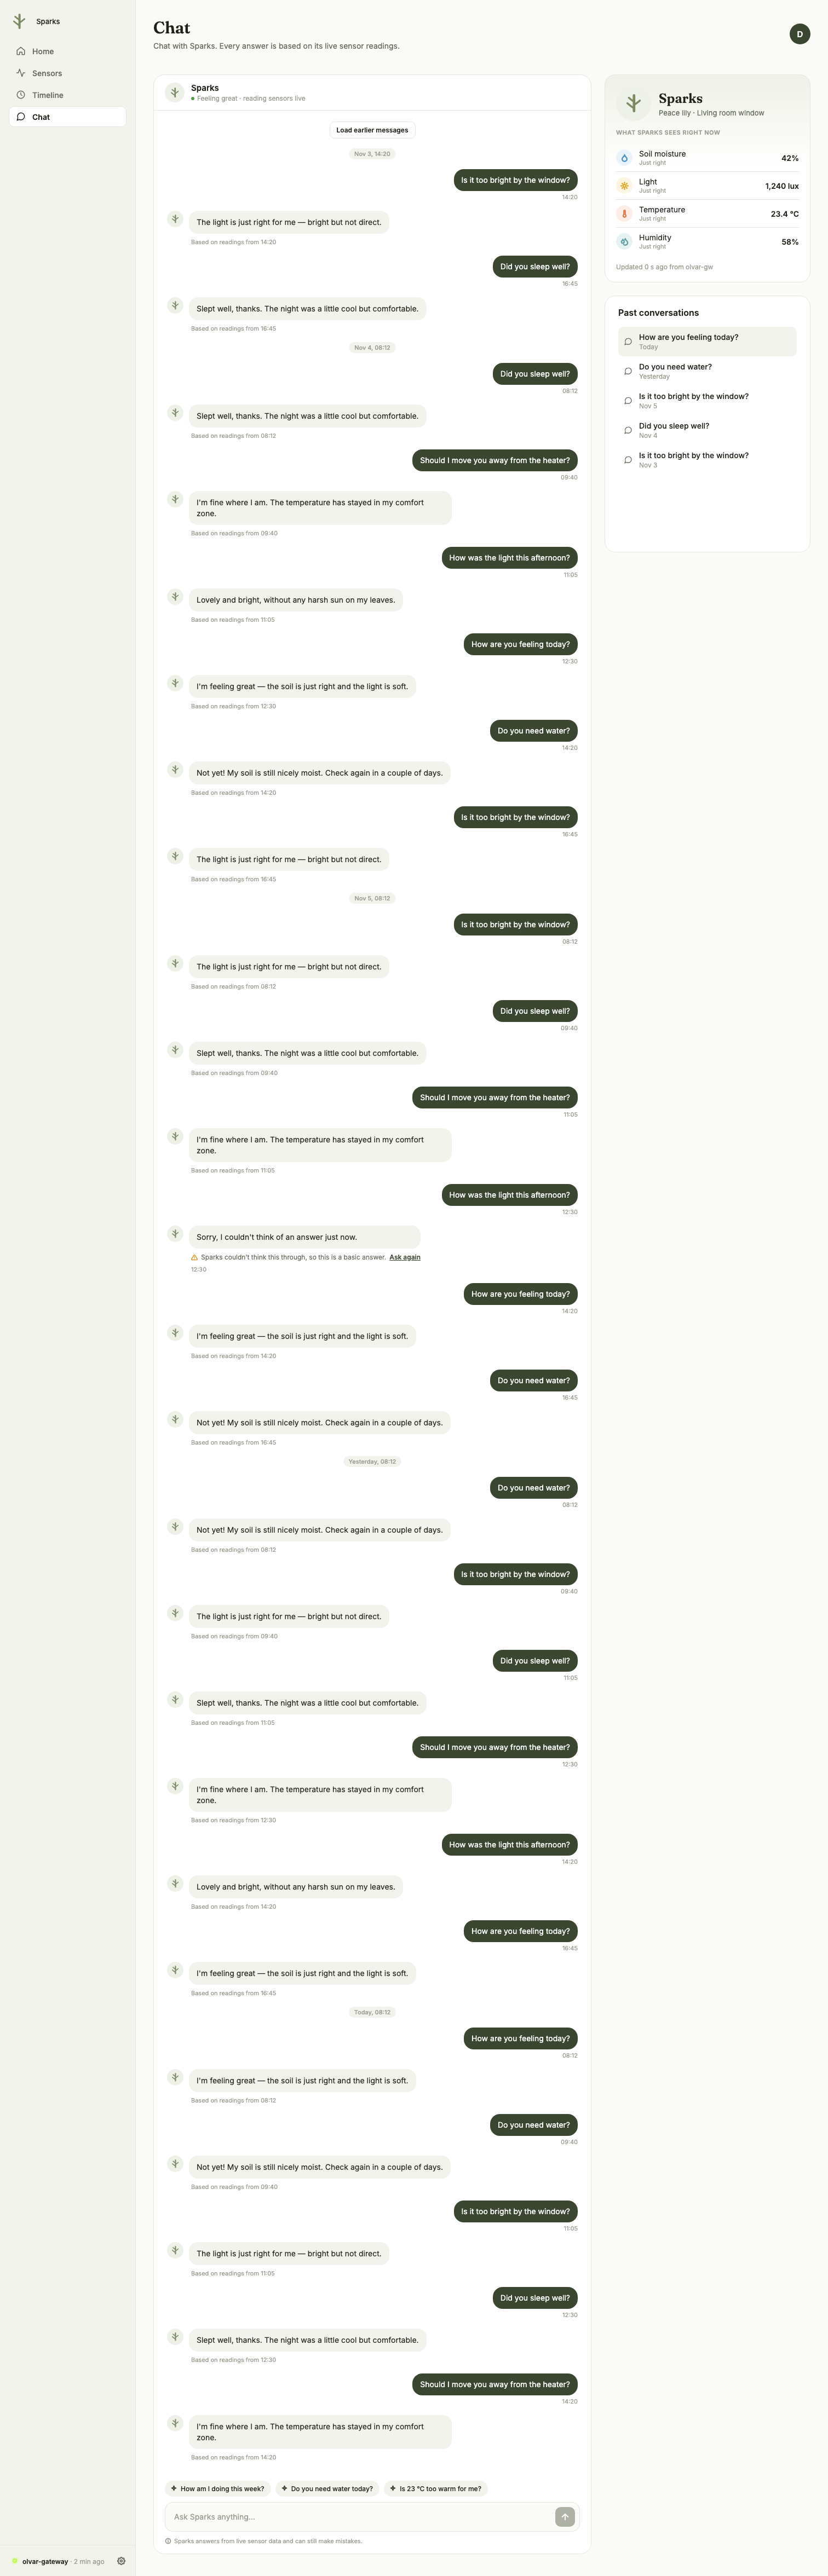 Sparks
Home
Sensors
Timeline
Chat
olvar-gateway · 2 min ago
Chat
Chat with Sparks. Every answer is based on its live sensor readings.
D
Sparks
Feeling great · reading sensors live
Load earlier messages
Nov 3, 14:20
Is it too bright by the window?
14:20
The light is just right for me — bright but not direct.
Based on readings from 14:20
Did you sleep well?
16:45
Slept well, thanks. The night was a little cool but comfortable.
Based on readings from 16:45
Nov 4, 08:12
Did you sleep well?
08:12
Slept well, thanks. The night was a little cool but comfortable.
Based on readings from 08:12
Should I move you away from the heater?
09:40
I'm fine where I am. The temperature has stayed in my comfort
zone.
Based on readings from 09:40
How was the light this afternoon?
11:05
Lovely and bright, without any harsh sun on my leaves.
Based on readings from 11:05
How are you feeling today?
12:30
I'm feeling great — the soil is just right and the light is soft.
Based on readings from 12:30
Do you need water?
14:20
Not yet! My soil is still nicely moist. Check again in a couple of days.
Based on readings from 14:20
Is it too bright by the window?
16:45
The light is just right for me — bright but not direct.
Based on readings from 16:45
Nov 5, 08:12
Is it too bright by the window?
08:12
The light is just right for me — bright but not direct.
Based on readings from 08:12
Did you sleep well?
09:40
Slept well, thanks. The night was a little cool but comfortable.
Based on readings from 09:40
Should I move you away from the heater?
11:05
I'm fine where I am. The temperature has stayed in my comfort
zone.
Based on readings from 11:05
How was the light this afternoon?
12:30
Sorry, I couldn't think of an answer just now.
Sparks couldn't think this through, so this is a basic answer. Ask again
12:30
How are you feeling today?
14:20
I'm feeling great — the soil is just right and the light is soft.
Based on readings from 14:20
Do you need water?
16:45
Not yet! My soil is still nicely moist. Check again in a couple of days.
Based on readings from 16:45
Yesterday, 08:12
Do you need water?
08:12
Not yet! My soil is still nicely moist. Check again in a couple of days.
Based on readings from 08:12
Is it too bright by the window?
09:40
The light is just right for me — bright but not direct.
Based on readings from 09:40
Did you sleep well?
11:05
Slept well, thanks. The night was a little cool but comfortable.
Based on readings from 11:05
Should I move you away from the heater?
12:30
I'm fine where I am. The temperature has stayed in my comfort
zone.
Based on readings from 12:30
How was the light this afternoon?
14:20
Lovely and bright, without any harsh sun on my leaves.
Based on readings from 14:20
How are you feeling today?
16:45
I'm feeling great — the soil is just right and the light is soft.
Based on readings from 16:45
Today, 08:12
How are you feeling today?
08:12
I'm feeling great — the soil is just right and the light is soft.
Based on readings from 08:12
Do you need water?
09:40
Not yet! My soil is still nicely moist. Check again in a couple of days.
Based on readings from 09:40
Is it too bright by the window?
11:05
The light is just right for me — bright but not direct.
Based on readings from 11:05
Did you sleep well?
12:30
Slept well, thanks. The night was a little cool but comfortable.
Based on readings from 12:30
Should I move you away from the heater?
14:20
I'm fine where I am. The temperature has stayed in my comfort
zone.
Based on readings from 14:20
How am I doing this week?
Do you need water today?
Is 23 °C too warm for me?
Ask Sparks anything...
Sparks answers from live sensor data and can still make mistakes.
Sparks
Peace lily · Living room window
WHAT SPARKS SEES RIGHT NOW
Soil moisture
Just right
42%
Light
Just right
1,240 lux
Temperature
Just right
23.4 °C
Humidity
Just right
58%
Updated 0 s ago from olvar-gw
Past conversations
How are you feeling today?
Today
Do you need water?
Yesterday
Is it too bright by the window?
Nov 5
Did you sleep well?
Nov 4
Is it too bright by the window?
Nov 3